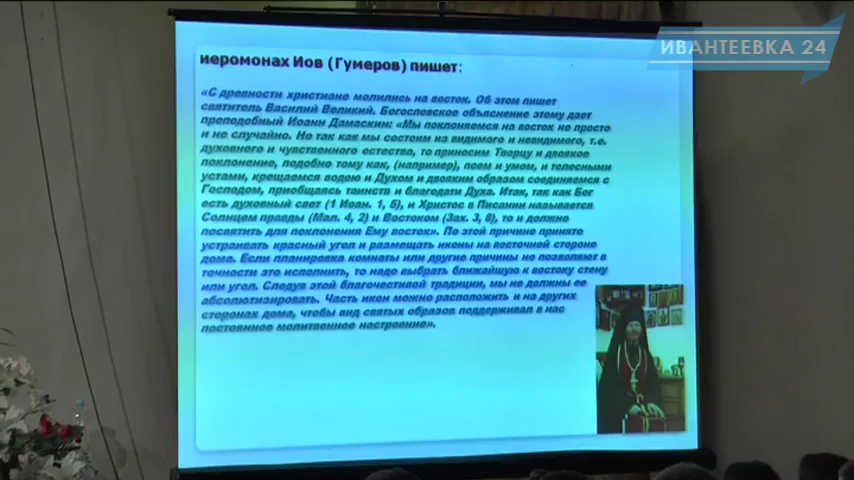 ИВАНТЕЕВКА 24
иеромонах Иов (Гумеров) пишет:
«С древности христиане молились на восток. Об этом пишет
святитель Василий Великий. Богословское объяснение этому дает
преподобный Иоанн Дамаскин: «Мы поклоняемся на восток не просто
и не случайно. Но так как мы состоим из видимого и невидимого, т.е.
духовного и чувственного естества, то приносим Творцу и двоякое
поклонение, подобно тому как, (например), поем и умом, и телесными
устами, крещаемся водою и Духом и двояким образом соединяемся с
Господом, приобщаясь таинств и благодати Духа. Итак, так как Бог
есть духовный свет (1 Иоан. 1, 5), и Христос в Писании называется
Солнцем правды (Мал. 4, 2) и Востоком (Зах. 3, 8), то и должно
посвятить для поклонения Ему восток». По этой причине принято
устраивать красный угол и размещать иконы на восточной стороне
дома. Если планировка комнаты или другие причины не позволяют в
точности это исполнить, то надо выбрать ближайшую к востоку стену
или угол. Следуя этой благочестивой традиции, мы не должны ее
абсолютизировать. Часть икон можно расположить и на других
сторонах дома, чтобы вид святых образов поддерживал в нас
постоянное молитвенное настроение».